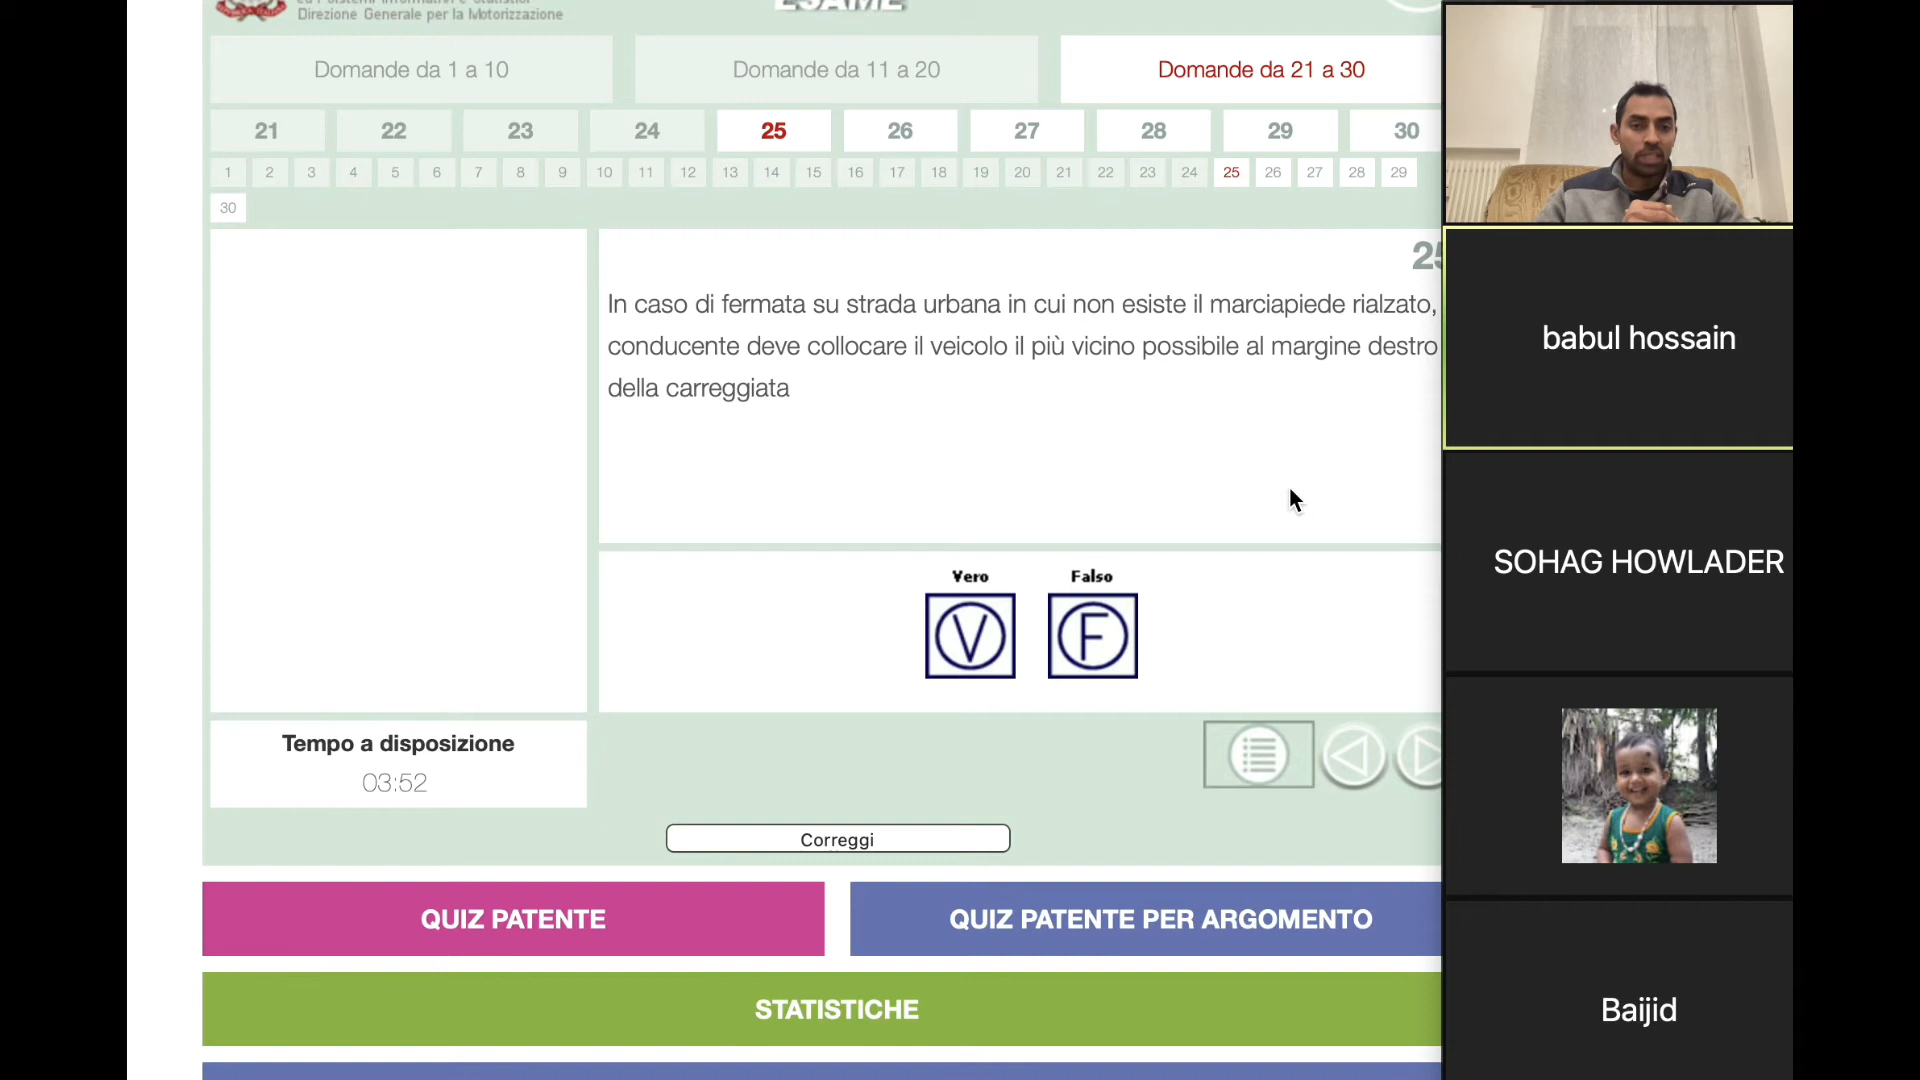 Direzione Generale per la Motorizzazione
ESAME
Domande da 1 a 10
Domande da 11 a 20
Domande da 21 a 30
21 22 23 24 25 26 27 28 29 30
1 2 3 4 5 6 7 8 9 10 11 12 13 14 15 16 17 18 19 20 21 22 23 24 25 26 27 28 29
30
25
In caso di fermata su strada urbana in cui non esiste il marciapiede rialzato,
conducente deve collocare il veicolo il più vicino possibile al margine destro
della carreggiata
Vero Falso
V F
Tempo a disposizione
03:52
Correggi
QUIZ PATENTE
QUIZ PATENTE PER ARGOMENTO
STATISTICHE
babul hossain
SOHAG HOWLADER
Baijid